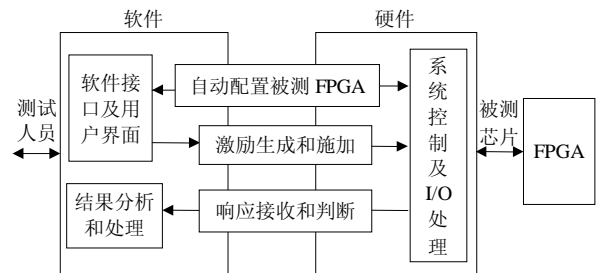 软件
硬件
测试
人员
软件接
口及用
户界面
自动配置被测 FPGA
激励生成和施加
结果分析
和处理
响应接收和判断
系
统
控
制
及
I/O
处
理
被测
芯片
FPGA